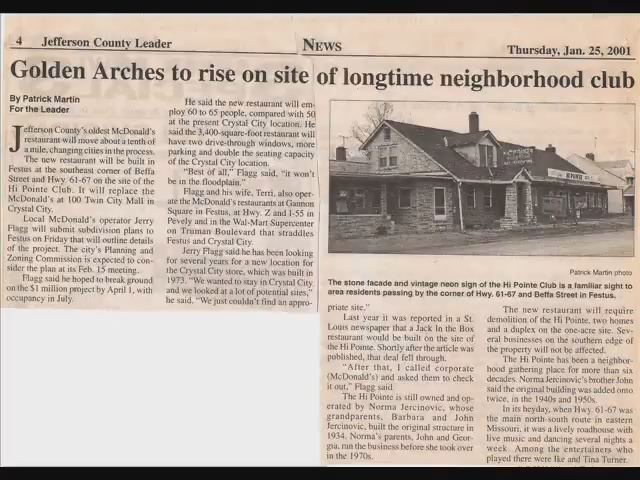 4 Jefferson County Leader
NEWS
Thursday, Jan. 25, 2001
Golden Arches to rise on site of longtime neighborhood club
By Patrick Martin
For the Leader
Jefferson County's oldest McDonald's
restaurant will move about a tenth of
a mile, changing cities in the process.
The new restaurant will be built in
Festus at the southeast corner of Beffa
Street and Hwy. 61-67 on the site of the
Hi Pointe Club. It will replace the
McDonald's at 100 Twin City Mall in
Crystal City.
Local McDonald's operator Jerry
Flagg will submit subdivision plans to
Festus on Friday that will outline details
of the project. The city's Planning and
Zoning Commission is expected to con-
sider the plan at its Feb. 15 meeting.
Flagg said he hoped to break ground
on the $1 million project by April 1, with
occupancy in July.
He said the new restaurant will em-
ploy 60 to 65 people, compared with 50
at the present Crystal City location. He
said the 3,400-square-foot restaurant will
have two drive-through windows, more
parking and double the seating capacity
of the Crystal City location.
"Best of all," Flagg said, "it won't
be in the floodplain."
Flagg and his wife, Terri, also oper-
ate the McDonald's restaurants at Gannon
Square in Festus, at Hwy. Z and I-55 in
Pevely and in the Wal-Mart Supercenter
on Truman Boulevard that straddles
Festus and Crystal City.
Jerry Flagg said he has been looking
for several years for a new location for
the Crystal City store, which was built in
1973. "We wanted to stay in Crystal City
and we looked at a lot of potential sites,"
he said. "We just couldn't find an appro-
Patrick Martin photo
The stone facade and vintage neon sign of the Hi Pointe Club is a familiar sight to
area residents passing by the corner of Hwy. 61-67 and Beffa Street in Festus.
priate site."
Last year it was reported in a St.
Louis newspaper that a Jack In the Box
restaurant would be built on the site of
the Hi Pointe. Shortly after the article was
published, that deal fell through.
"After that, I called corporate
(McDonald's) and asked them to check
it out," Flagg said
The Hi Pointe is still owned and op-
erated by Norma Jercinovic, whose
grandparents, Barbara and John
Jercinovic, built the original structure in
1934. Norma's parents, John and Geor-
gia, ran the business before she took over
in the 1970s.
The new restaurant will require
demolition of the Hi Pointe, two homes
and a duplex on the one-acre site. Sev-
eral businesses on the southern edge of
the property will not be affected.
The Hi Pointe has been a neighbor-
hood gathering place for more than six
decades. Norma Jercinovic's brother John
said the original building was added onto
twice, in the 1940s and 1950s.
In its heyday, when Hwy. 61-67 was
the main north-south route in eastern
Missouri, it was a lively roadhouse with
live music and dancing several nights a
week. Among the entertainers who
played there were Ike and Tina Turner.